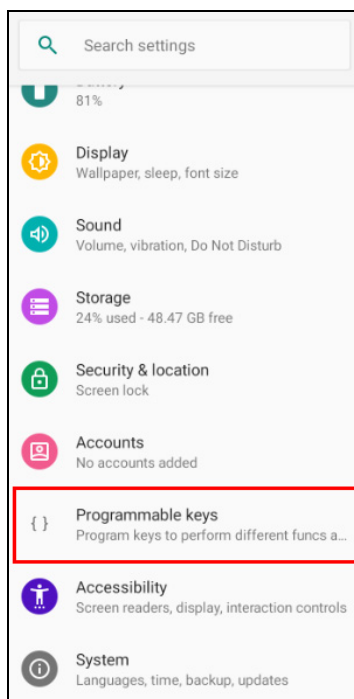 Search settings
81%
Display
Wallpaper, sleep, font size
Sound
Volume, vibration, Do Not Disturb
Storage
24% used - 48.47 GB free
Security & location
Screen lock
Accounts
No accounts added
{ }
Programmable keys
Program keys to perform different funcs a...
Accessibility
Screen readers, display, interaction controls
System
Languages, time, backup, updates